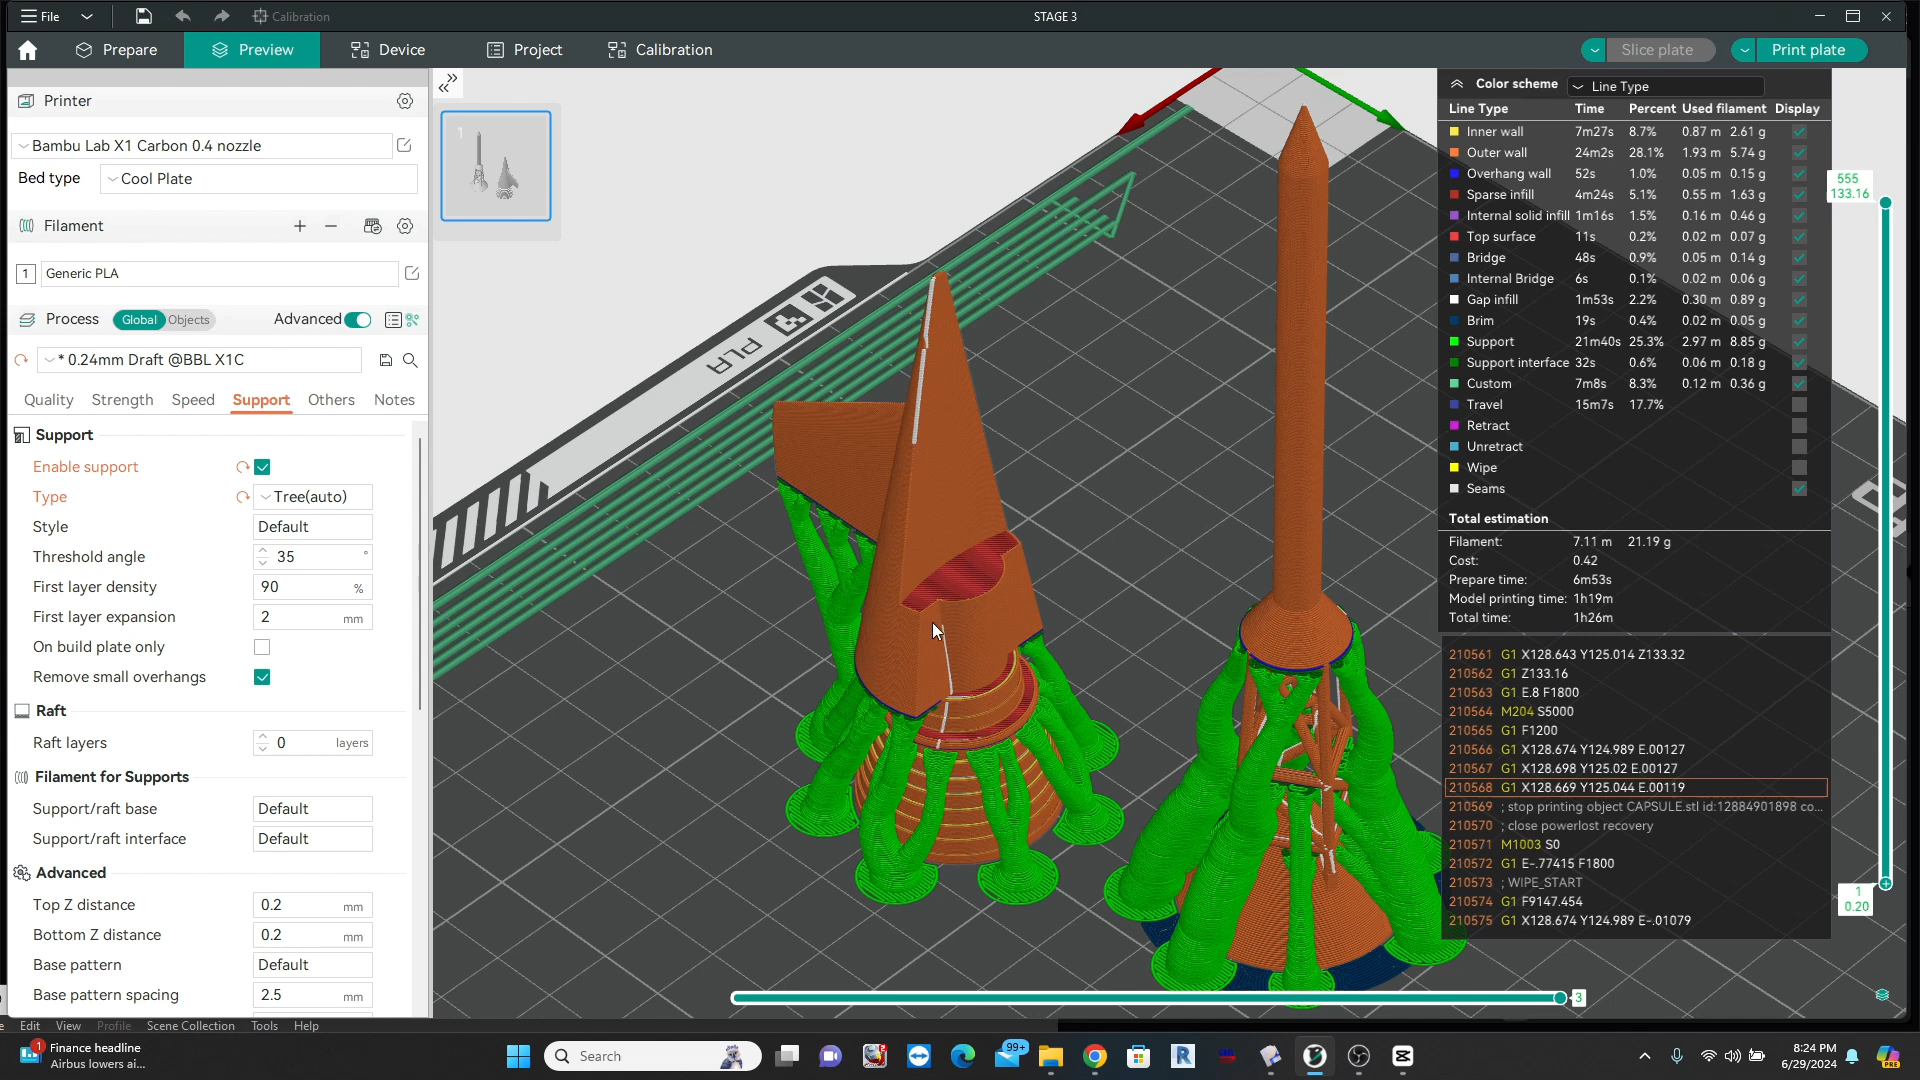 File
Calibration
STAGE 3
Prepare
Preview
Device
Project
Calibration
Slice plate
Print plate
Printer
Bambu Lab X1 Carbon 0.4 nozzle
Bed type
Cool Plate
Filament
1
Generic PLA
Process
Global
Objects
Advanced
* 0.24mm Draft @BBL X1C
Quality
Strength
Speed
Support
Others
Notes
Support
Enable support
Type
Tree(auto)
Style
Default
Threshold angle
35 °
First layer density
90 %
First layer expansion
2 mm
On build plate only
Remove small overhangs
Raft
Raft layers
0 layers
Filament for Supports
Support/raft base
Default
Support/raft interface
Default
Advanced
Top Z distance
0.2 mm
Bottom Z distance
0.2 mm
Base pattern
Default
Base pattern spacing
2.5 mm
1
PLA
Color scheme
Line Type
Line Type Time Percent Used filament Display
Inner wall 7m27s 8.7% 0.87 m 2.61 g
Outer wall 24m2s 28.1% 1.93 m 5.74 g
Overhang wall 52s 1.0% 0.05 m 0.15 g
Sparse infill 4m24s 5.1% 0.55 m 1.63 g
Internal solid infill 1m16s 1.5% 0.16 m 0.46 g
Top surface 11s 0.2% 0.02 m 0.07 g
Bridge 48s 0.9% 0.05 m 0.14 g
Internal Bridge 6s 0.1% 0.02 m 0.06 g
Gap infill 1m53s 2.2% 0.30 m 0.89 g
Brim 19s 0.4% 0.02 m 0.05 g
Support 21m40s 25.3% 2.97 m 8.85 g
Support interface 32s 0.6% 0.06 m 0.18 g
Custom 7m8s 8.3% 0.12 m 0.36 g
Travel 15m7s 17.7%
Retract
Unretract
Wipe
Seams
Total estimation
Filament: 7.11 m 21.19 g
Cost: 0.42
Prepare time: 6m53s
Model printing time: 1h19m
Total time: 1h26m
210561 G1 X128.643 Y125.014 Z133.32
210562 G1 Z133.16
210563 G1 E.8 F1800
210564 M204 S5000
210565 G1 F1200
210566 G1 X128.674 Y124.989 E.00127
210567 G1 X128.698 Y125.02 E.00127
210568 G1 X128.669 Y125.044 E.00119
210569 ; stop printing object CAPSULE.stl id:12884901898 co...
210570 ; close powerlost recovery
210571 M1003 S0
210572 G1 E-.77415 F1800
210573 ; WIPE_START
210574 G1 F9147.454
210575 G1 X128.674 Y124.989 E-.01079
555
133.16
1
0.20
3
Edit
View
Profile
Scene Collection
Tools
Help
1
Finance headline
Airbus lowers ai...
Search
99+
8:24 PM
6/29/2024
PRE